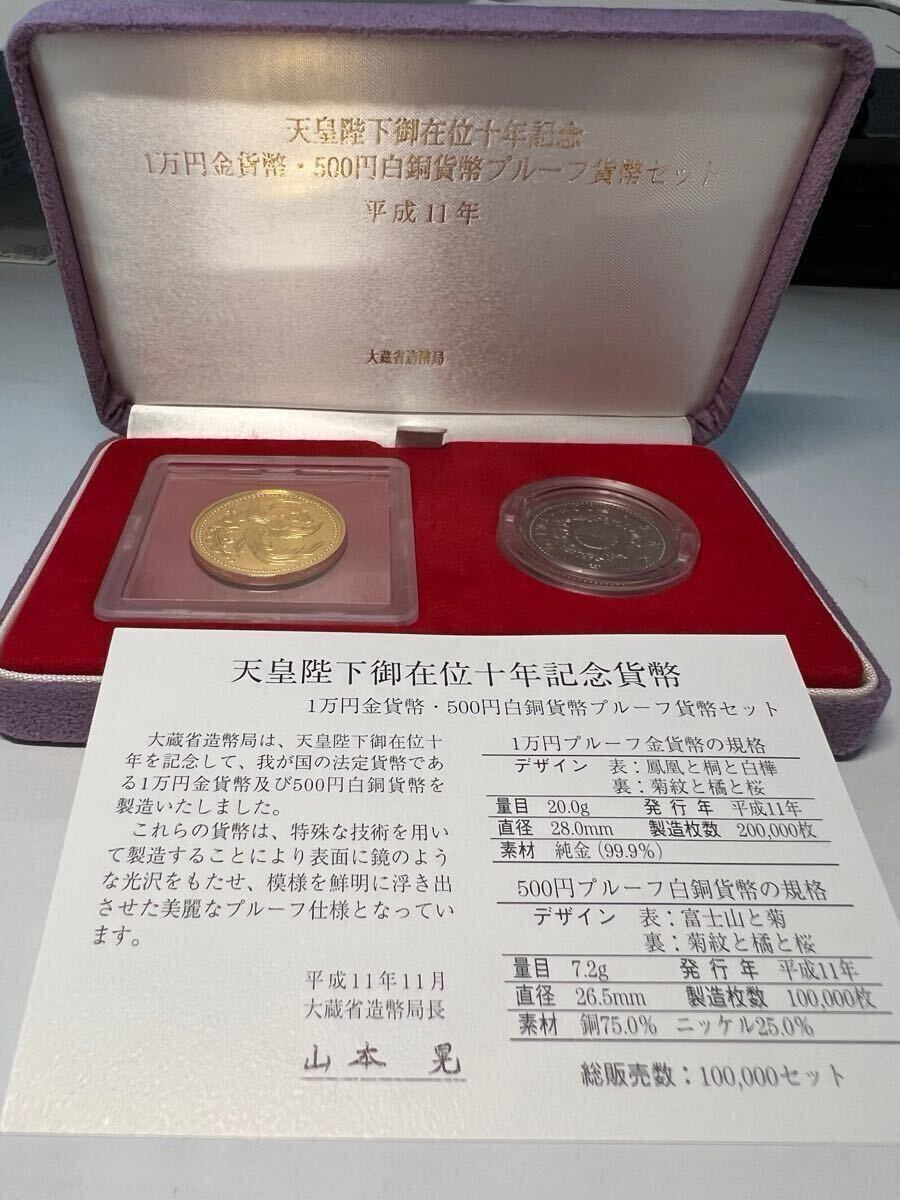 天皇陛下御在位十年記念
1万円金貨幣・500円白銅貨幣プルーフ貨幣セット
平成11年
大蔵省造幣局
天皇陛下御在位十年記念貨幣
1万円金貨幣・500円白銅貨幣プルーフ貨幣セット
大蔵省造幣局は、天皇陛下御在位十
年を記念して、我が国の法定貨幣であ
る1万円金貨幣及び500円白銅貨幣を
製造いたしました。
これらの貨幣は、特殊な技術を用い
て製造することにより表面に鏡のよう
な光沢をもたせ、模様を鮮明に浮き出
させた美麗なプルーフ仕様となってい
ます。
平成11年11月
大蔵省造幣局長
山本 晃
1万円プルーフ金貨幣の規格
デザイン 表：鳳凰と桐と白樺
裏：菊紋と橘と桜
量目 20.0g 発行年 平成11年
直径 28.0mm 製造枚数 200,000枚
素材 純金(99.9%)
500円プルーフ白銅貨幣の規格
デザイン 表：富士山と菊
裏：菊紋と橘と桜
量目 7.2g 発行年 平成11年
直径 26.5mm 製造枚数 100,000枚
素材 銅75.0% ニッケル25.0%
総販売数：100,000セット